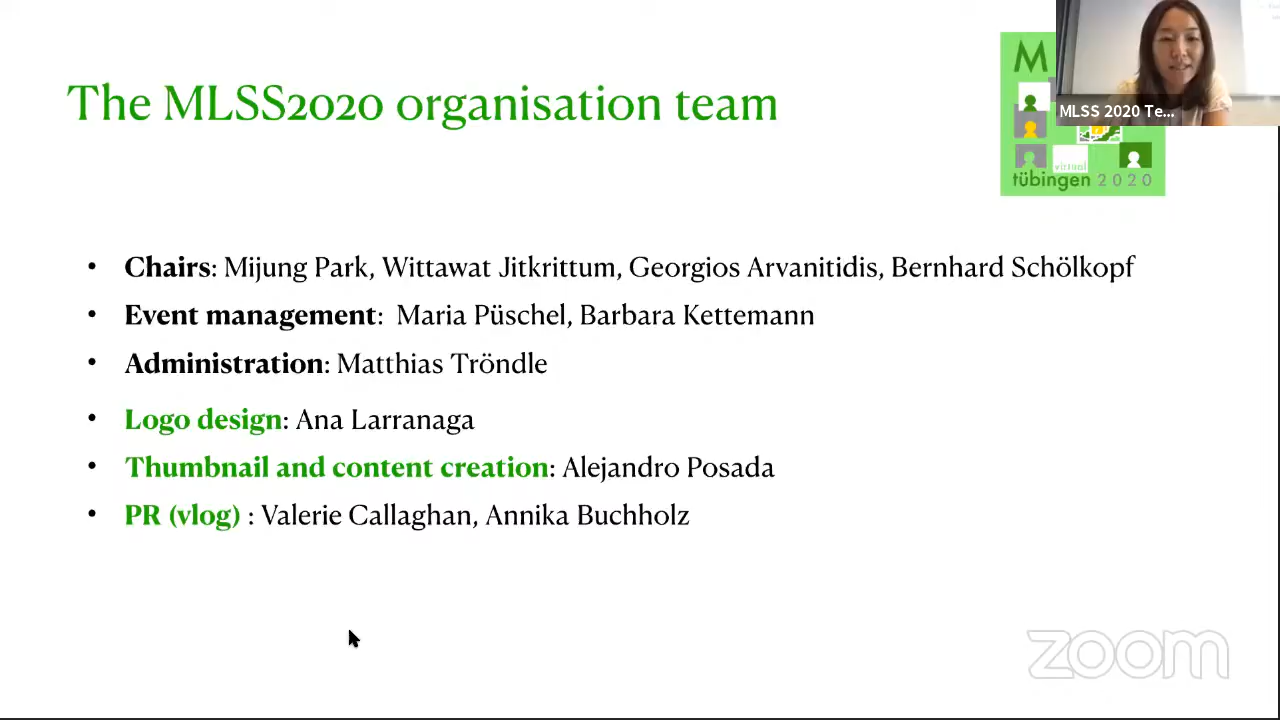 The MLSS2020 organisation team
M
MLSS 2020 Te...
virtual
tübingen 2020
• Chairs: Mijung Park, Wittawat Jitkrittum, Georgios Arvanitidis, Bernhard Schölkopf
• Event management: Maria Püschel, Barbara Kettemann
• Administration: Matthias Tröndle
• Logo design: Ana Larranaga
• Thumbnail and content creation: Alejandro Posada
• PR (vlog) : Valerie Callaghan, Annika Buchholz
zoom